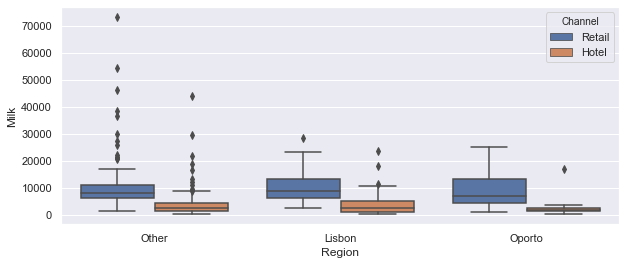 70000
60000
50000
40000
30000
20000
10000
0
Milk
Channel
Retail
Hotel
Other Lisbon Oporto
Region